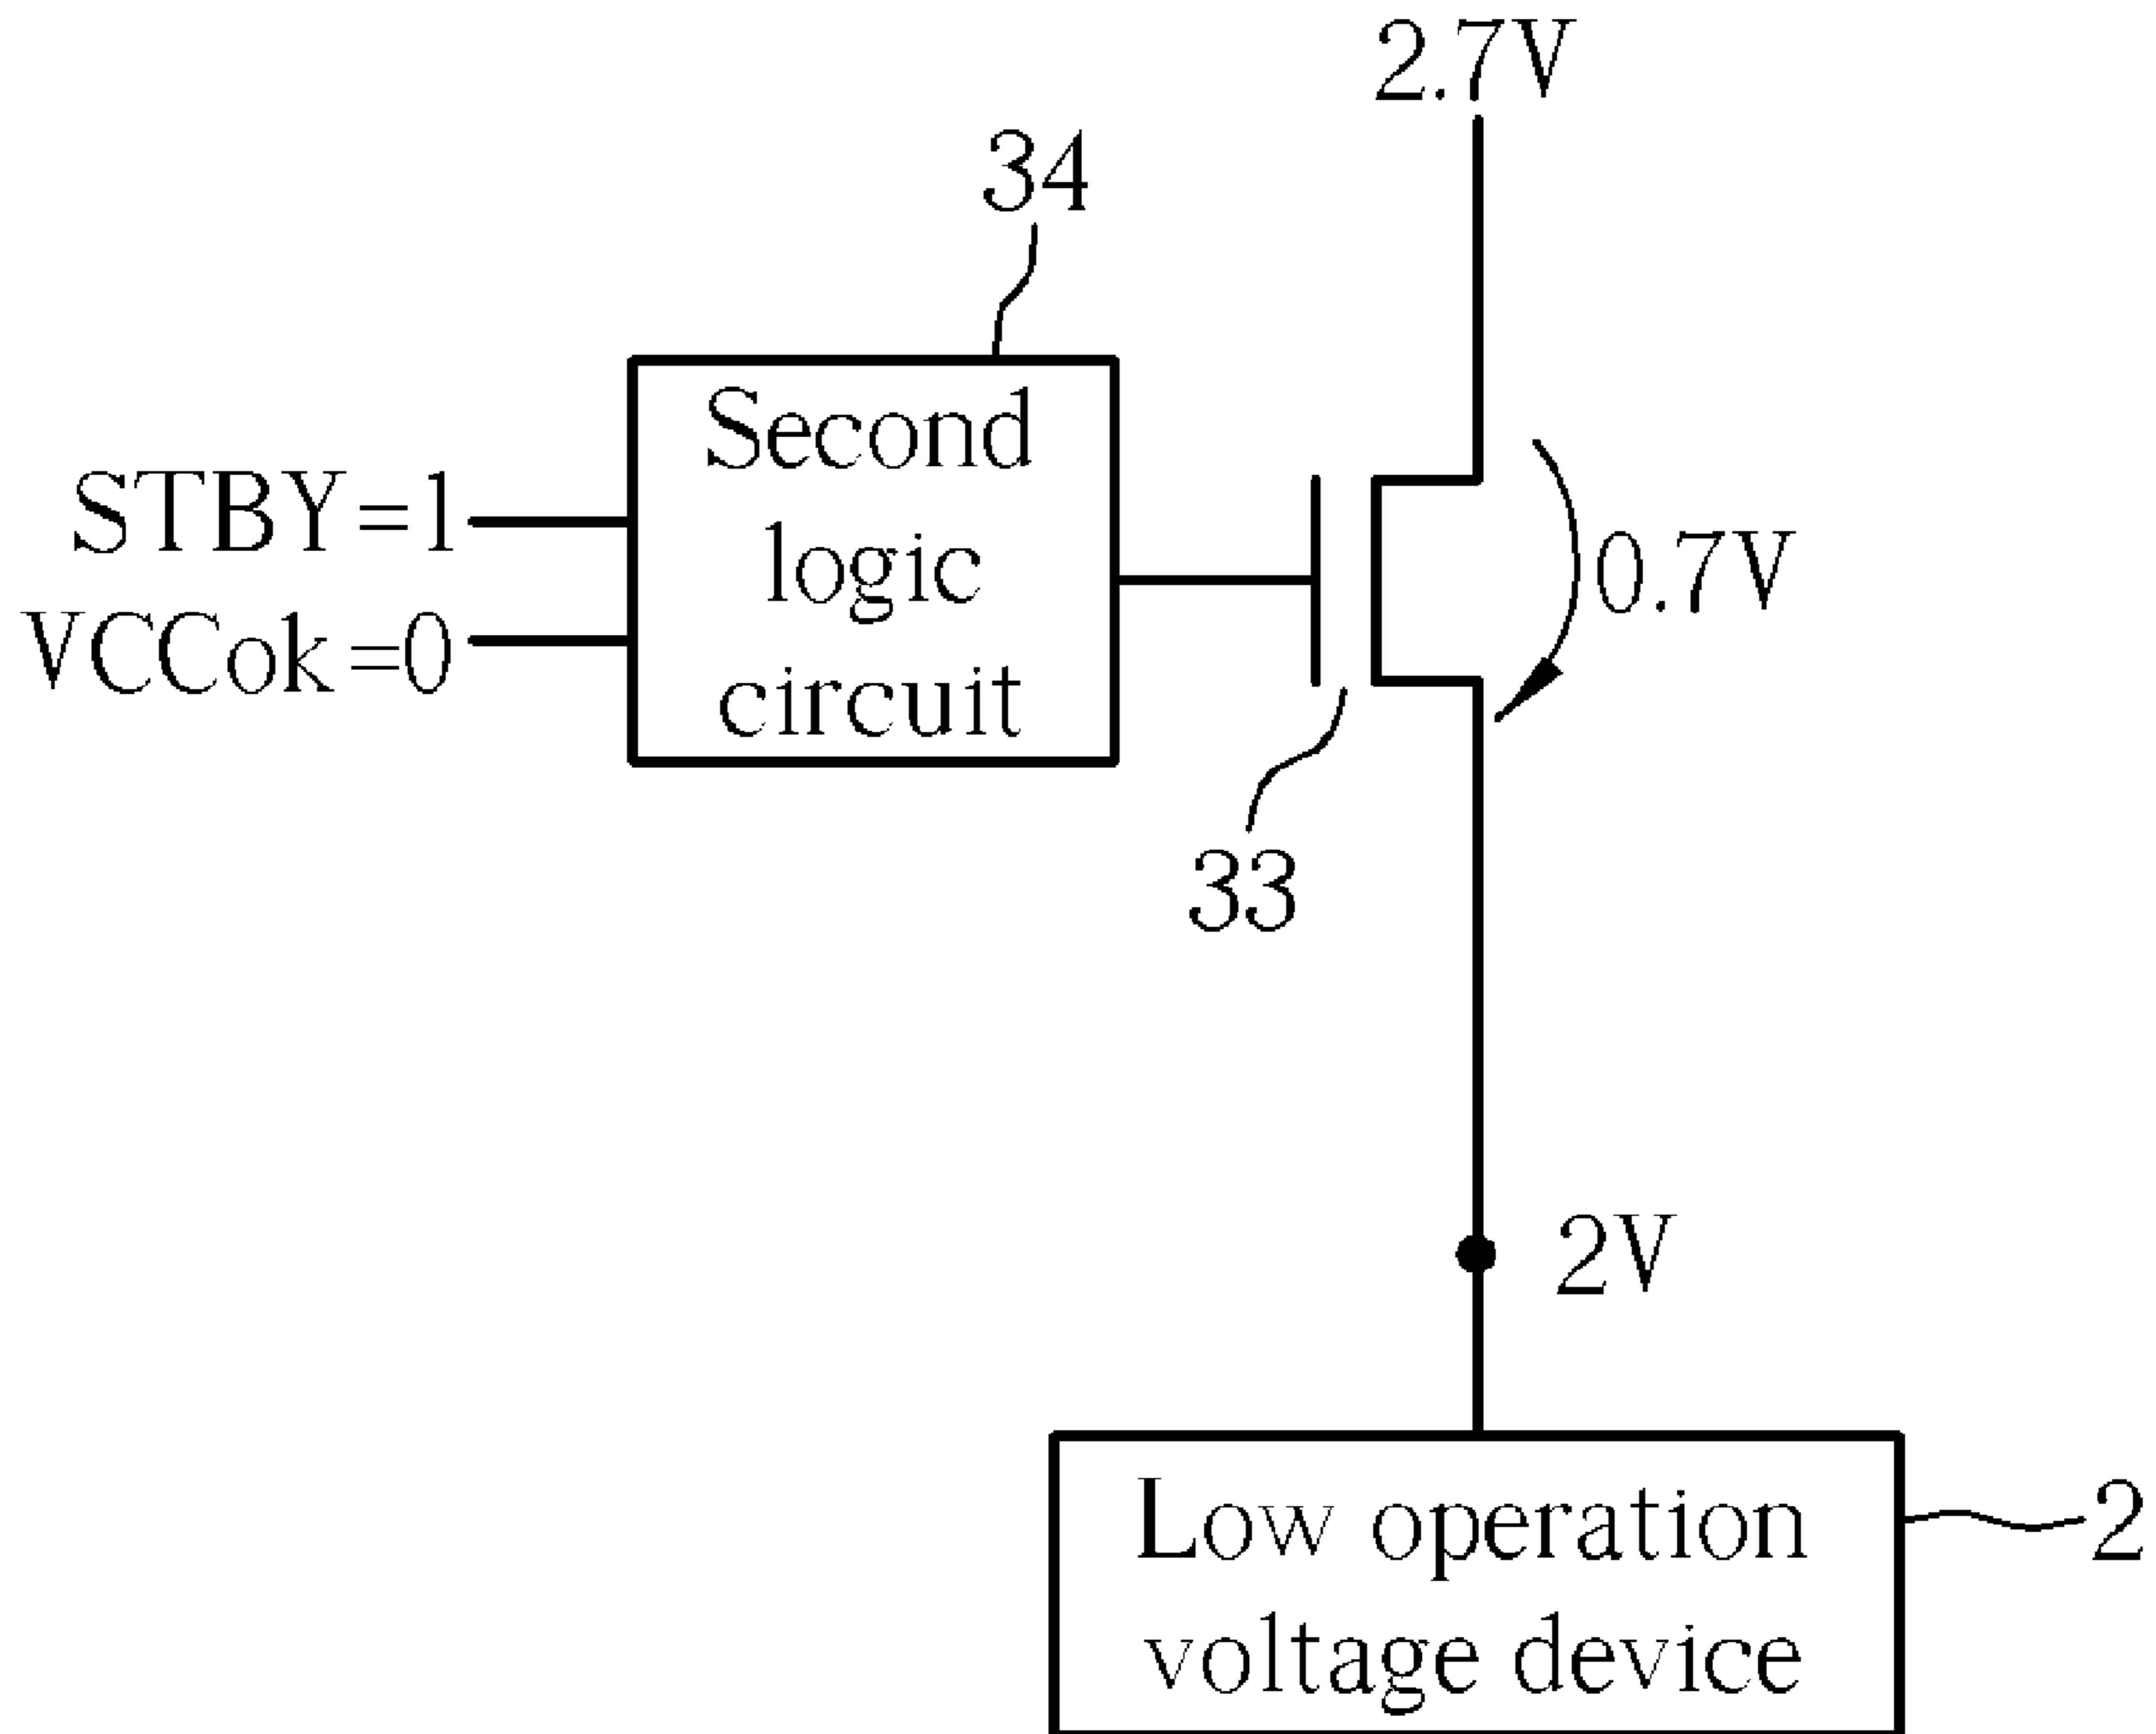 2.7V
34
Second
logic
circuit
STBY=1
VCCok=0
0.7V
33
2V
Low operation
voltage device
2